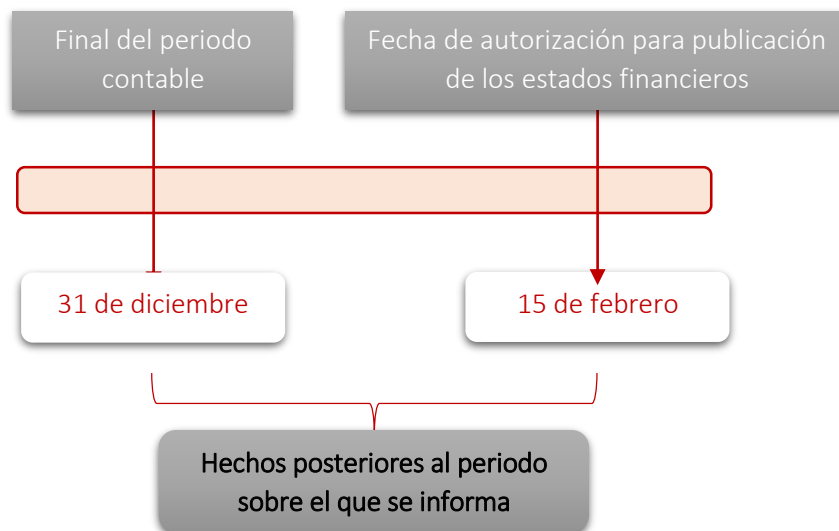 Final del periodo
contable
Fecha de autorización para publicación
de los estados financieros
31 de diciembre
15 de febrero
Hechos posteriores al periodo
sobre el que se informa